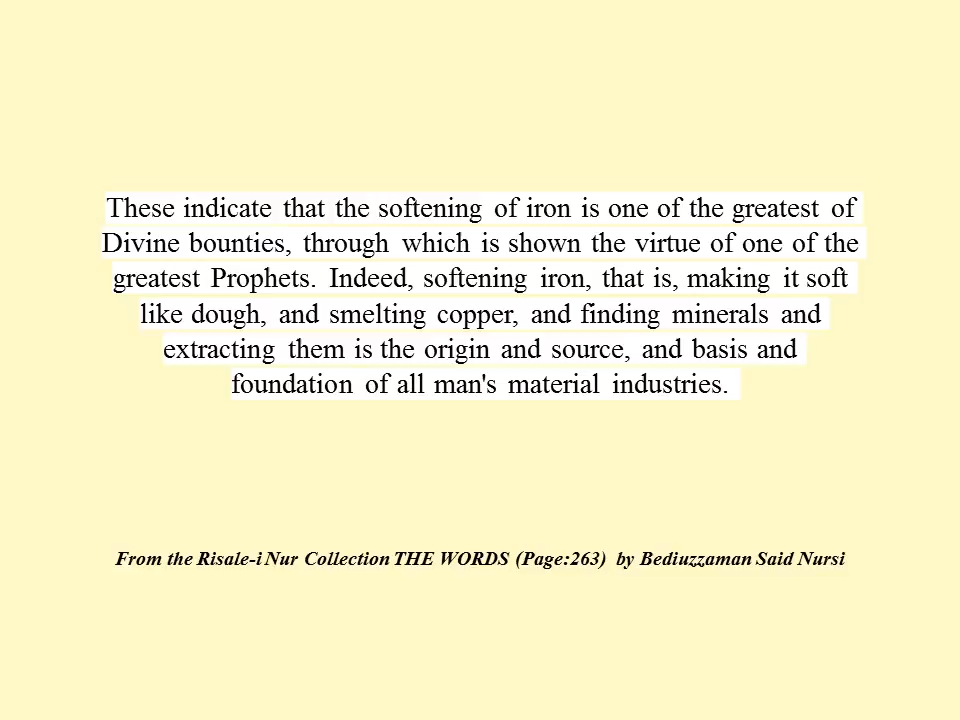 These indicate that the softening of iron is one of the greatest of
Divine bounties, through which is shown the virtue of one of the
greatest Prophets. Indeed, softening iron, that is, making it soft
like dough, and smelting copper, and finding minerals and
extracting them is the origin and source, and basis and
foundation of all man's material industries.
From the Risale-i Nur Collection THE WORDS (Page:263) by Bediuzzaman Said Nursi